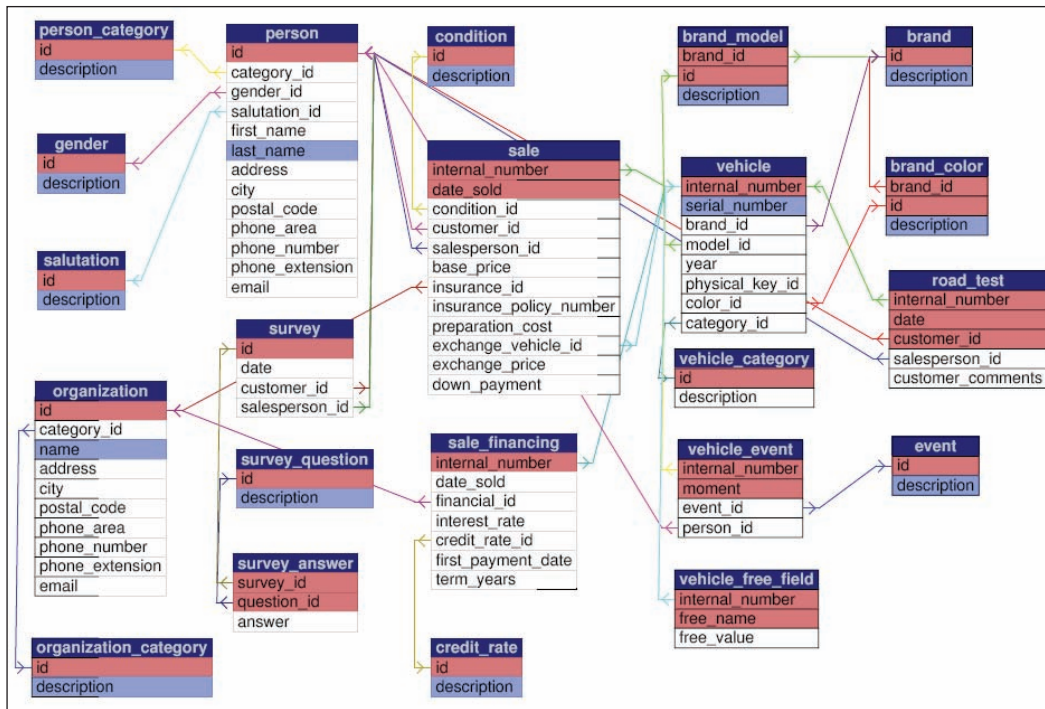 person_category
id
description
person
id
category_id
gender_id
salutation_id
first_name
last_name
address
city
postal_code
phone_area
phone_number
phone_extension
email
condition
id
description
brand_model
brand_id
id
description
brand
id
description
gender
id
description
sale
internal_number
date_sold
condition_id
customer_id
salesperson_id
base_price
insurance_id
insurance_policy_number
preparation_cost
exchange_vehicle_id
exchange_price
down_payment
vehicle
internal_number
serial_number
brand_id
model_id
year
physical_key_id
color_id
category_id
brand_color
brand_id
id
description
salutation
id
description
road_test
internal_number
date
customer_id
salesperson_id
customer_comments
survey
id
date
customer_id
salesperson_id
vehicle_category
id
description
organization
id
category_id
name
address
city
postal_code
phone_area
phone_number
phone_extension
email
survey_question
id
description
sale_financing
internal_number
date_sold
financial_id
interest_rate
credit_rate_id
first_payment_date
term_years
vehicle_event
internal_number
moment
event_id
person_id
event
id
description
survey_answer
survey_id
question_id
answer
vehicle_free_field
internal_number
free_name
free_value
organization_category
id
description
credit_rate
id
description